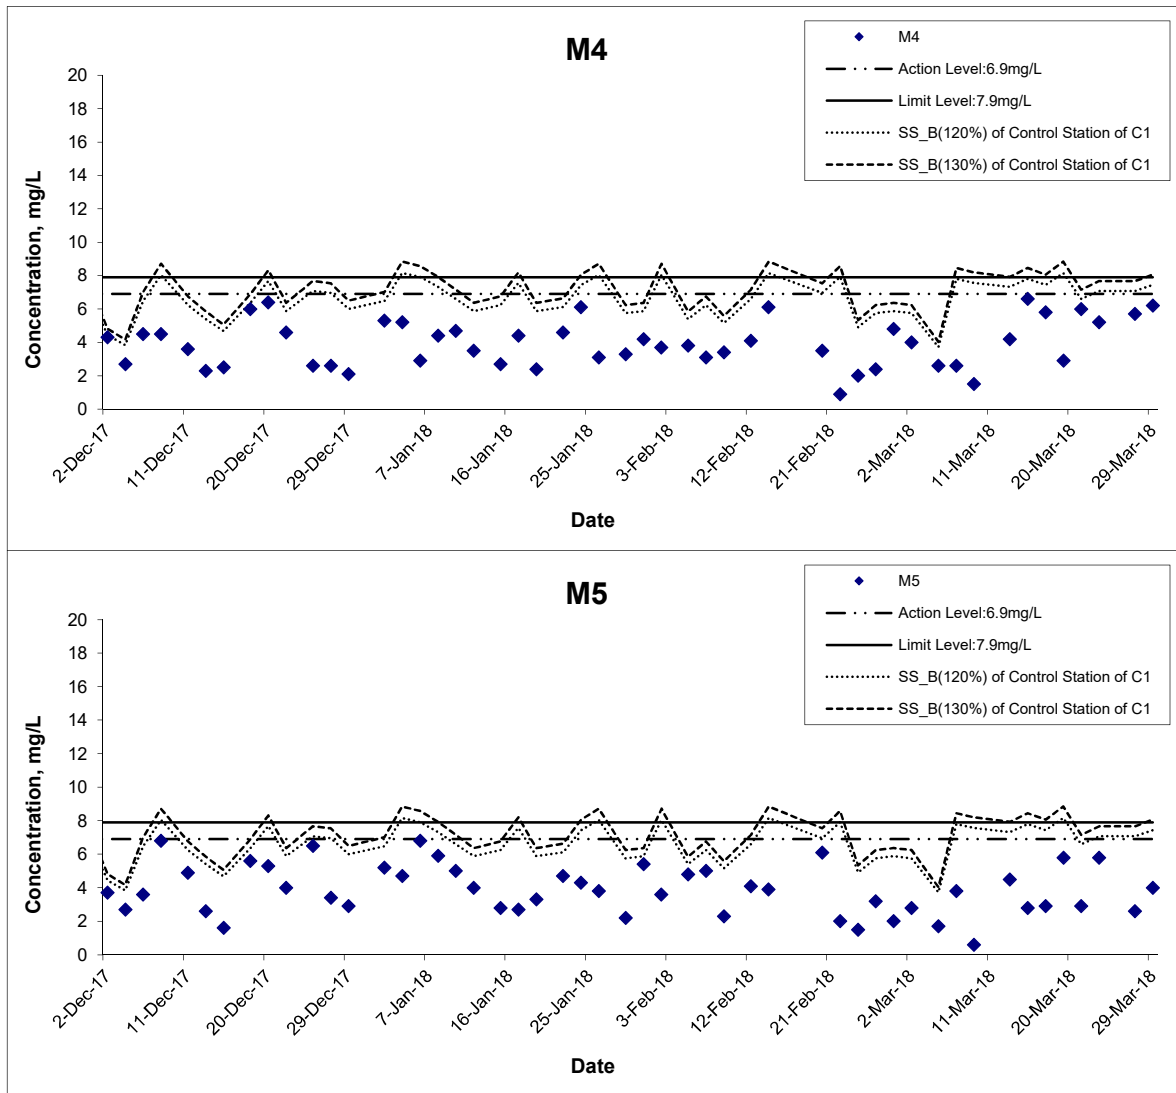 M4
M4
Action Level:6.9mg/L
Limit Level:7.9mg/L
SS_B(120%) of Control Station of C1
SS_B(130%) of Control Station of C1
Concentration, mg/L
20
18
16
14
12
10
8
6
4
2
0
2-Dec-17
11-Dec-17
20-Dec-17
29-Dec-17
7-Jan-18
16-Jan-18
25-Jan-18
3-Feb-18
12-Feb-18
21-Feb-18
2-Mar-18
11-Mar-18
20-Mar-18
29-Mar-18
Date
M5
M5
Action Level:6.9mg/L
Limit Level:7.9mg/L
SS_B(120%) of Control Station of C1
SS_B(130%) of Control Station of C1
Concentration, mg/L
20
18
16
14
12
10
8
6
4
2
0
2-Dec-17
11-Dec-17
20-Dec-17
29-Dec-17
7-Jan-18
16-Jan-18
25-Jan-18
3-Feb-18
12-Feb-18
21-Feb-18
2-Mar-18
11-Mar-18
20-Mar-18
29-Mar-18
Date